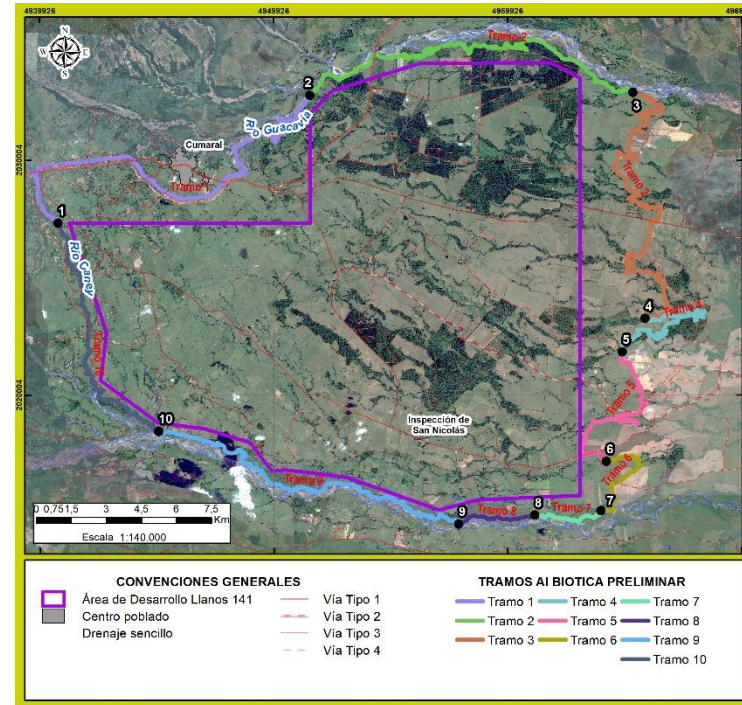 4939926 4949926 4959926 4969
N
W E
S
Tramo 2
2
3
Río Guacavía
Cumaral
2030004
Tramo 1
Tramo 3
1
Río Caney
4
Tramo 4
5
Tramo 10
Tramo 5
2020004
10
Inspección de
San Nicolás
6
Tramo 6
Tramo 9
9
Tramo 8
8
Tramo 7
7
0 0,75 1,5 3 4,5 6 7,5
Km
Escala 1:140.000
CONVENCIONES GENERALES
Área de Desarrollo Llanos 141
Centro poblado
Drenaje sencillo
Vía Tipo 1
Vía Tipo 2
Vía Tipo 3
Vía Tipo 4
TRAMOS AI BIOTICA PRELIMINAR
Tramo 1
Tramo 2
Tramo 3
Tramo 4
Tramo 5
Tramo 6
Tramo 7
Tramo 8
Tramo 9
Tramo 10